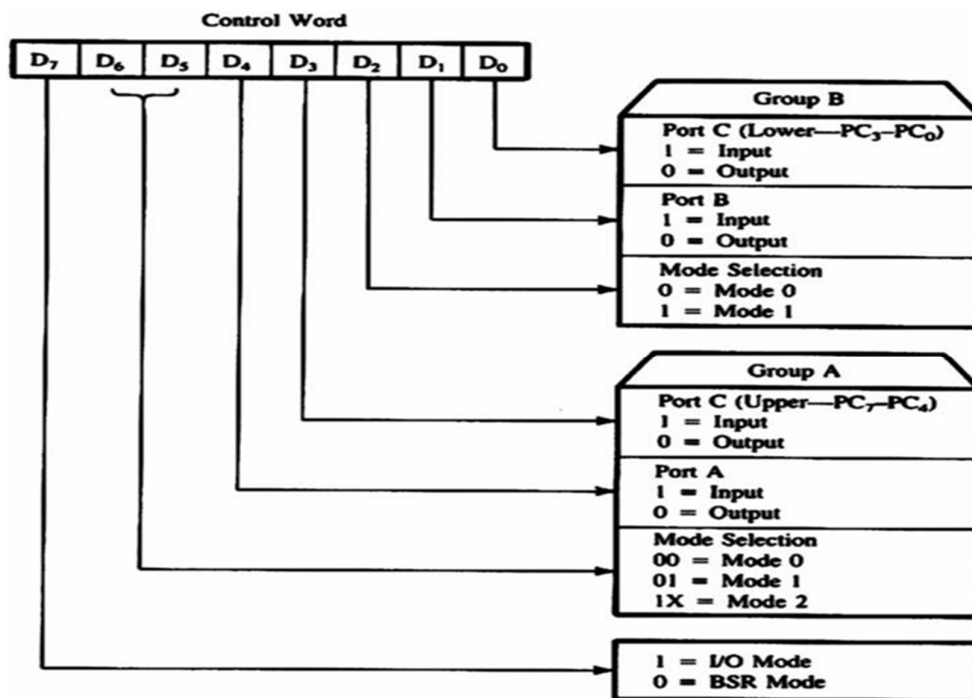 Control Word
D₇ D₆ D₅ D₄ D₃ D₂ D₁ D₀
Group B
Port C (Lower—PC₃–PC₀)
1 = Input
0 = Output
Port B
1 = Input
0 = Output
Mode Selection
0 = Mode 0
1 = Mode 1
Group A
Port C (Upper—PC₇–PC₄)
1 = Input
0 = Output
Port A
1 = Input
0 = Output
Mode Selection
00 = Mode 0
01 = Mode 1
1X = Mode 2
1 = I/O Mode
0 = BSR Mode